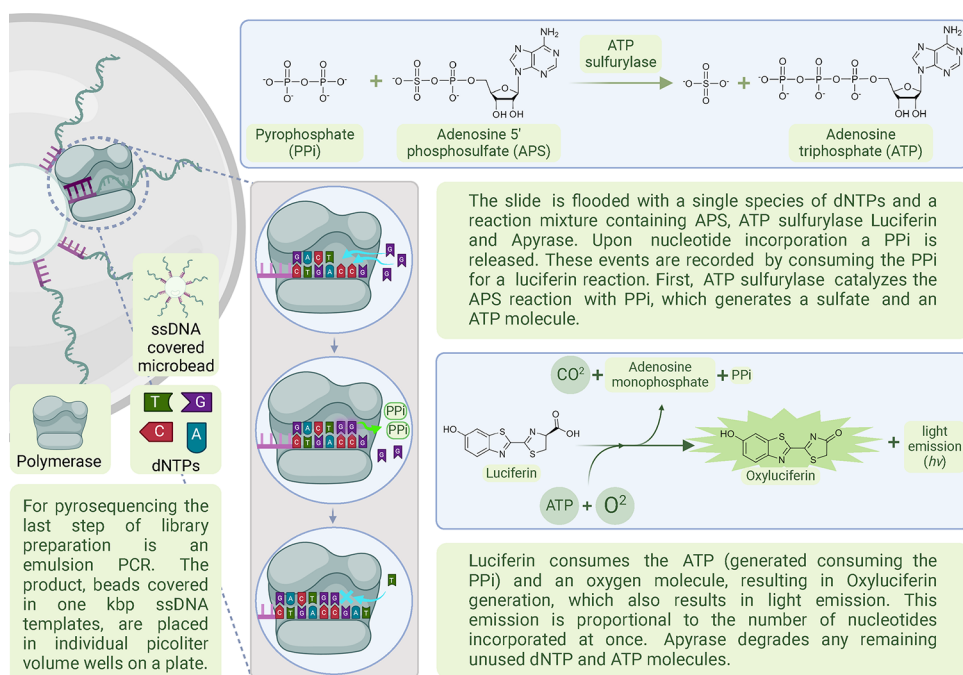 NH₂
N
N
N
N
O
⁻O-P-O-P-O⁻
O⁻ O⁻
+
⁻O-S-O-P-O
O
OH OH
ATP
sulfurylase
⁻O-S-O⁻
+
⁻O-P-O-P-O-P-O
O⁻ O⁻ O⁻
NH₂
OH OH
Pyrophosphate
(PPi)
Adenosine 5'
phosphosulfate (APS)
Adenosine
triphosphate (ATP)
The slide is flooded with a single species of dNTPs and a
reaction mixture containing APS, ATP sulfurylase Luciferin
and Apyrase. Upon nucleotide incorporation a PPi is
released. These events are recorded by consuming the PPi
for a luciferin reaction. First, ATP sulfurylase catalyzes the
APS reaction with PPi, which generates a sulfate and an
ATP molecule.
ssDNA
covered
microbead
Polymerase
T G
C A
dNTPs
For pyrosequencing the
last step of library
preparation is an
emulsion PCR. The
product, beads covered
in one kbp ssDNA
templates, are placed
in individual picoliter
volume wells on a plate.
G A C T
C T G A C C G
G
G
G
PPi
PPi
G A C T G G
C T G A C C G
G G
T
G A C T G G
C T G A C C G A T
CO² + Adenosine
monophosphate + PPi
HO
S
N
N
S
O
OH
Luciferin
ATP + O²
HO
S
N
N
S
O
Oxyluciferin
+
light
emission
(hv)
Luciferin consumes the ATP (generated consuming the
PPi) and an oxygen molecule, resulting in Oxyluciferin
generation, which also results in light emission. This
emission is proportional to the number of nucleotides
incorporated at once. Apyrase degrades any remaining
unused dNTP and ATP molecules.